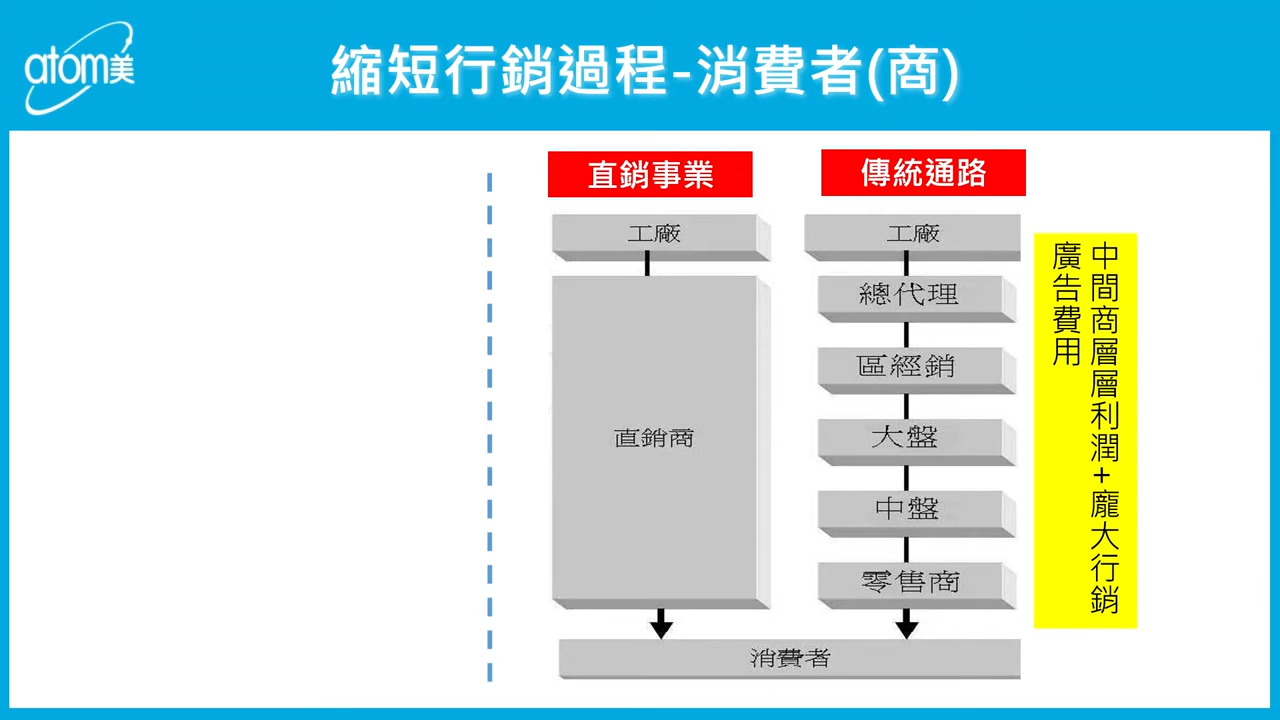 atom美
縮短行銷過程-消費者(商)
直銷事業
工廠
直銷商
傳統通路
工廠
總代理
區經銷
大盤
中盤
零售商
消費者
中間商層層利潤+龐大行銷
廣告費用